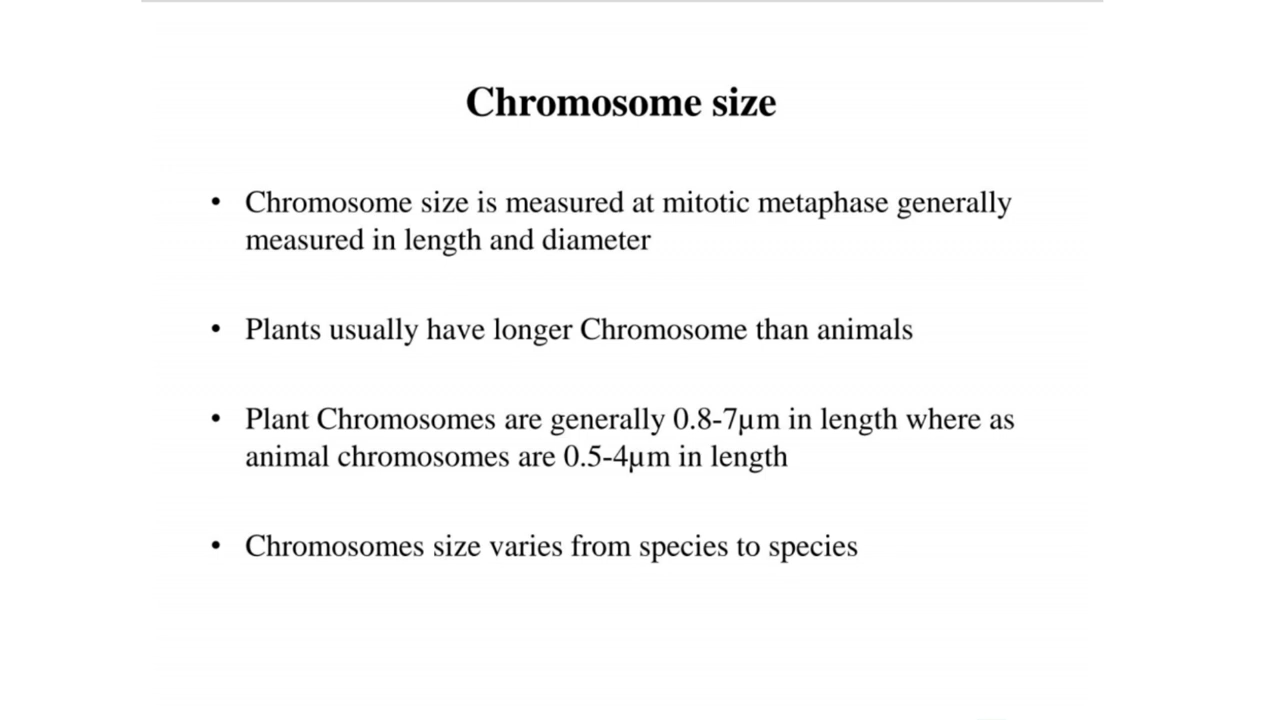 Chromosome size
• Chromosome size is measured at mitotic metaphase generally
measured in length and diameter
• Plants usually have longer Chromosome than animals
• Plant Chromosomes are generally 0.8-7µm in length where as
animal chromosomes are 0.5-4µm in length
• Chromosomes size varies from species to species